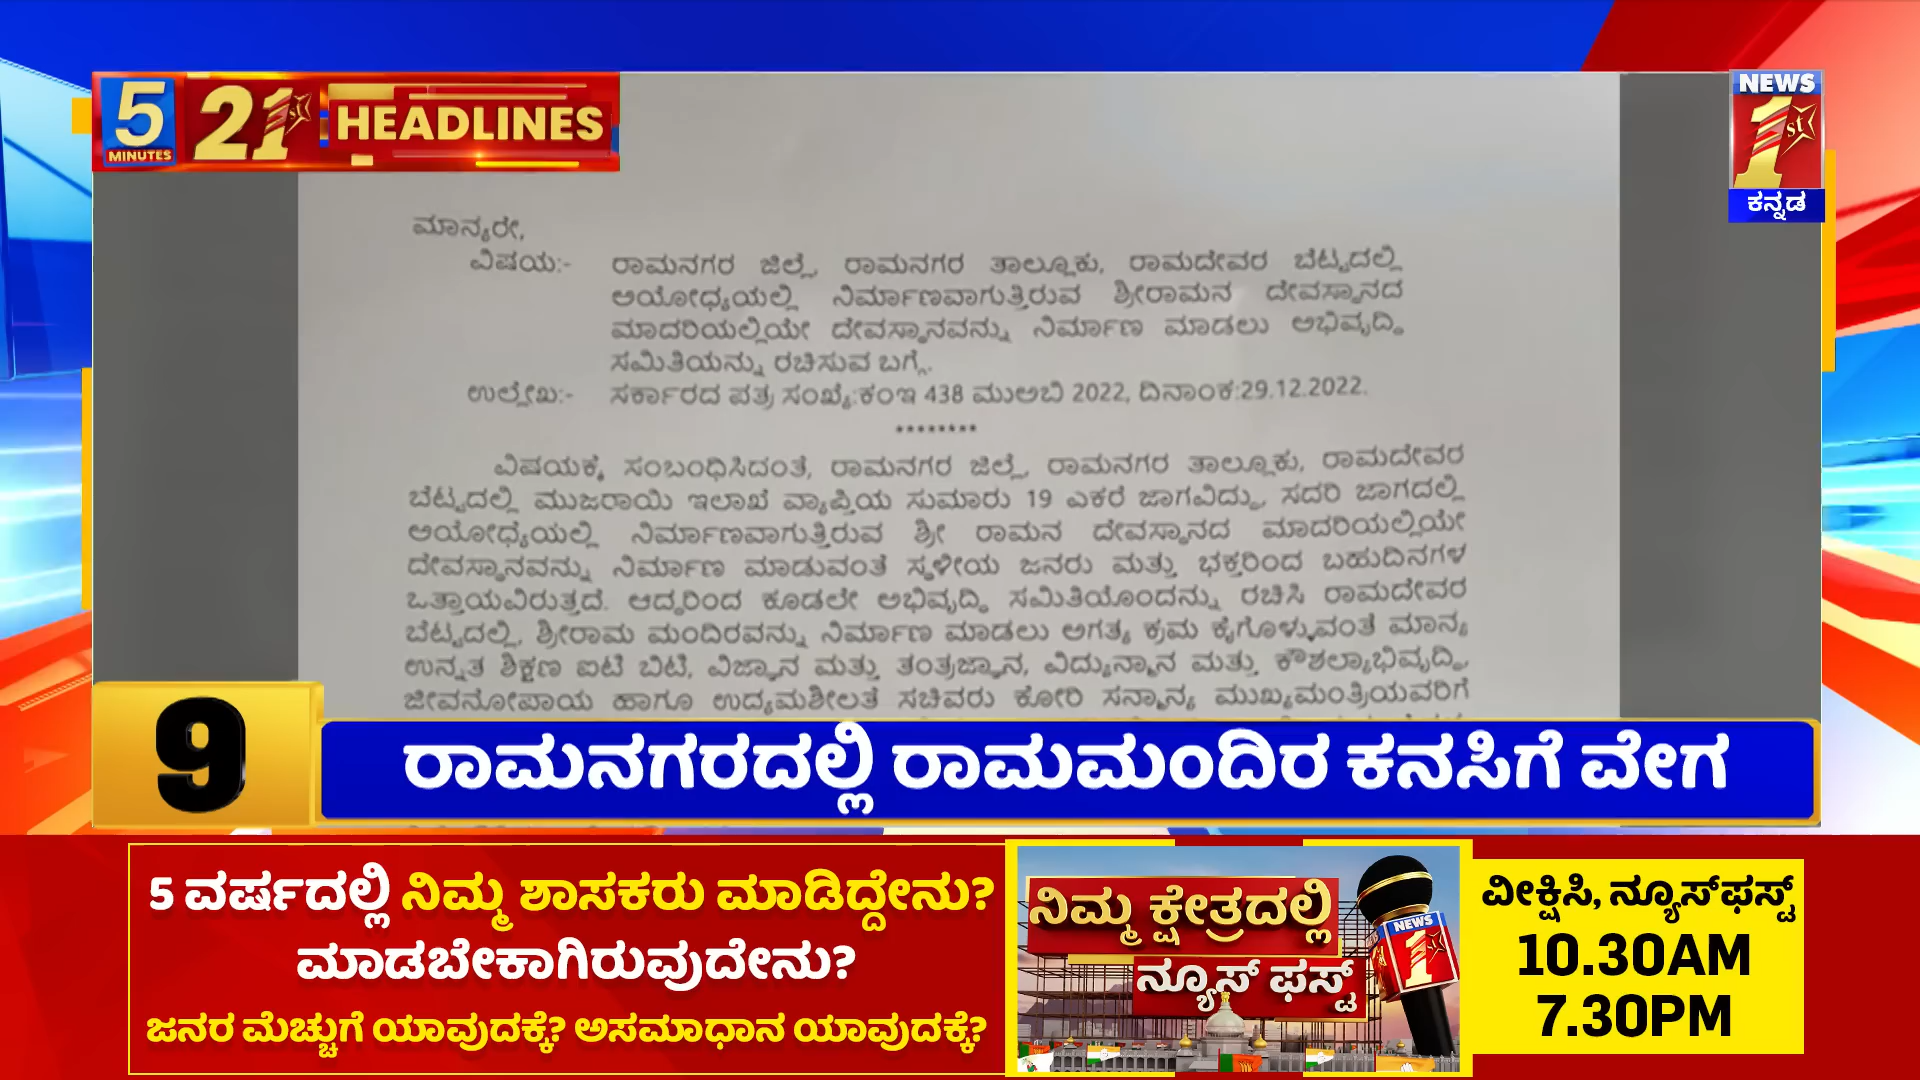 5
MINUTES
21st
HEADLINES
NEWS
1st
ಕನ್ನಡ
ಮಾನ್ಯರೇ,
ವಿಷಯ:- ರಾಮನಗರ ಜಿಲ್ಲೆ, ರಾಮನಗರ ತಾಲ್ಲೂಕು, ರಾಮದೇವರ ಬೆಟ್ಟದಲ್ಲಿ
ಅಯೋಧ್ಯೆಯಲ್ಲಿ ನಿರ್ಮಾಣವಾಗುತ್ತಿರುವ ಶ್ರೀರಾಮನ ದೇವಸ್ಥಾನದ
ಮಾದರಿಯಲ್ಲಿಯೇ ದೇವಸ್ಥಾನವನ್ನು ನಿರ್ಮಾಣ ಮಾಡಲು ಅಭಿವೃದ್ಧಿ
ಸಮಿತಿಯನ್ನು ರಚಿಸುವ ಬಗ್ಗೆ.
ಉಲ್ಲೇಖ:- ಸರ್ಕಾರದ ಪತ್ರ ಸಂಖ್ಯೆ:ಕಂಇ 438 ಮುಅಬಿ 2022, ದಿನಾಂಕ:29.12.2022.
********
ವಿಷಯಕ್ಕೆ ಸಂಬಂಧಿಸಿದಂತೆ, ರಾಮನಗರ ಜಿಲ್ಲೆ, ರಾಮನಗರ ತಾಲ್ಲೂಕು, ರಾಮದೇವರ
ಬೆಟ್ಟದಲ್ಲಿ ಮುಜರಾಯಿ ಇಲಾಖೆ ವ್ಯಾಪ್ತಿಯ ಸುಮಾರು 19 ಎಕರೆ ಜಾಗವಿದ್ದು, ಸದರಿ ಜಾಗದಲ್ಲಿ
ಅಯೋಧ್ಯೆಯಲ್ಲಿ ನಿರ್ಮಾಣವಾಗುತ್ತಿರುವ ಶ್ರೀ ರಾಮನ ದೇವಸ್ಥಾನದ ಮಾದರಿಯಲ್ಲಿಯೇ
ದೇವಸ್ಥಾನವನ್ನು ನಿರ್ಮಾಣ ಮಾಡುವಂತೆ ಸ್ಥಳೀಯ ಜನರು ಮತ್ತು ಭಕ್ತರಿಂದ ಬಹುದಿನಗಳ
ಒತ್ತಾಯವಿರುತ್ತದೆ. ಆದ್ದರಿಂದ ಕೂಡಲೇ ಅಭಿವೃದ್ಧಿ ಸಮಿತಿಯೊಂದನ್ನು ರಚಿಸಿ ರಾಮದೇವರ
ಬೆಟ್ಟದಲ್ಲಿ, ಶ್ರೀರಾಮ ಮಂದಿರವನ್ನು ನಿರ್ಮಾಣ ಮಾಡಲು ಅಗತ್ಯ ಕ್ರಮ ಕೈಗೊಳ್ಳುವಂತೆ ಮಾನ್ಯ
ಉನ್ನತ ಶಿಕ್ಷಣ ಐಟಿ ಬಿಟಿ, ವಿಜ್ಞಾನ ಮತ್ತು ತಂತ್ರಜ್ಞಾನ, ವಿದ್ಯುನ್ಮಾನ ಮತ್ತು ಕೌಶಲ್ಯಾಭಿವೃದ್ಧಿ,
ಜೀವನೋಪಾಯ ಹಾಗೂ ಉದ್ಯಮಶೀಲತೆ ಸಚಿವರು ಕೋರಿ ಸನ್ಮಾನ್ಯ ಮುಖ್ಯಮಂತ್ರಿಯವರಿಗೆ
9
ರಾಮನಗರದಲ್ಲಿ ರಾಮಮಂದಿರ ಕನಸಿಗೆ ವೇಗ
5 ವರ್ಷದಲ್ಲಿ ನಿಮ್ಮ ಶಾಸಕರು ಮಾಡಿದ್ದೇನು?
ಮಾಡಬೇಕಾಗಿರುವುದೇನು?
ಜನರ ಮೆಚ್ಚುಗೆ ಯಾವುದಕ್ಕೆ? ಅಸಮಾಧಾನ ಯಾವುದಕ್ಕೆ?
ನಿಮ್ಮ ಕ್ಷೇತ್ರದಲ್ಲಿ
ನ್ಯೂಸ್ ಫಸ್ಟ್
NEWS
1st
ವೀಕ್ಷಿಸಿ, ನ್ಯೂಸ್‌ಫಸ್ಟ್
10.30AM
7.30PM